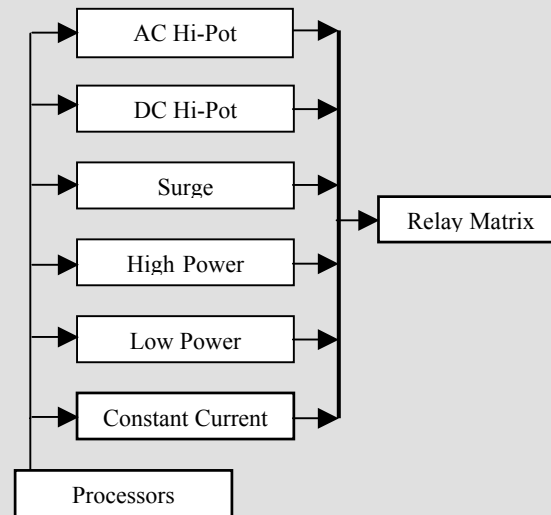 AC Hi-Pot
DC Hi-Pot
Surge
High Power
Low Power
Constant Current
Relay Matrix
Processors